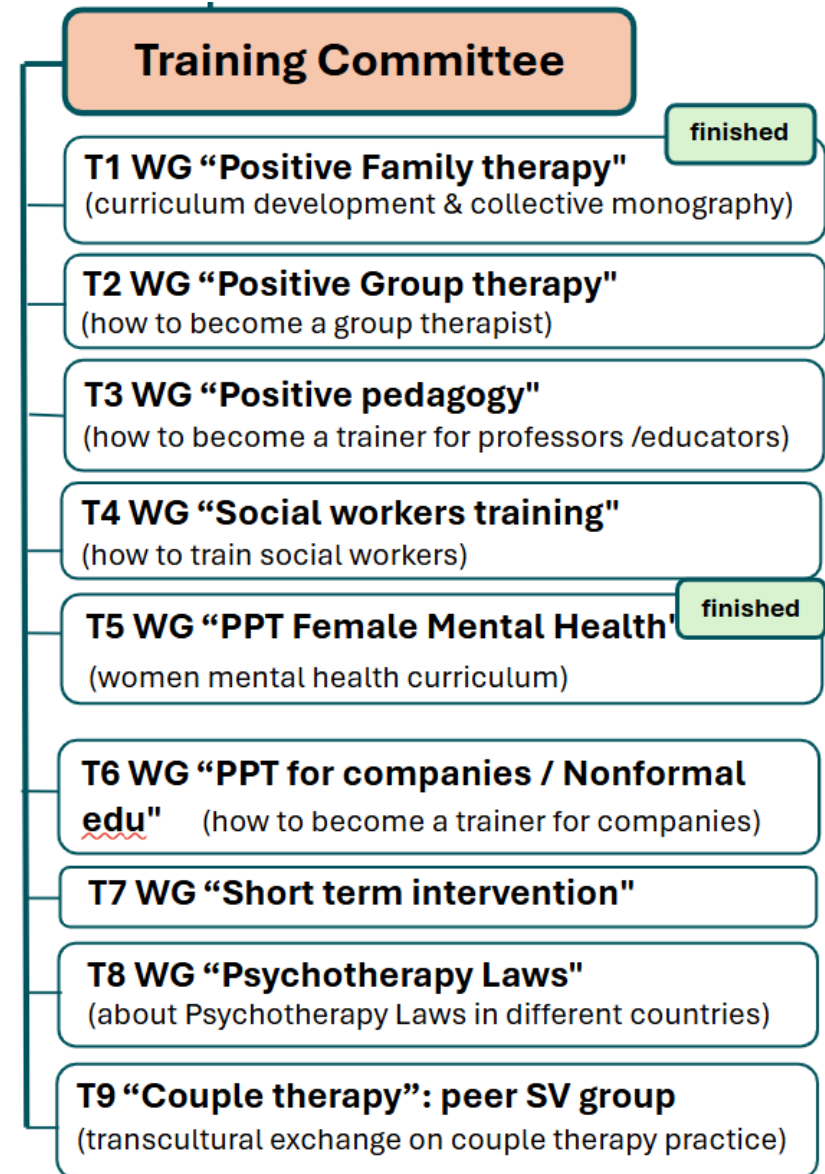 Training Committee
finished
T1 WG “Positive Family therapy"
(curriculum development & collective monography)
T2 WG “Positive Group therapy"
(how to become a group therapist)
T3 WG “Positive pedagogy"
(how to become a trainer for professors /educators)
T4 WG “Social workers training"
(how to train social workers)
finished
T5 WG “PPT Female Mental Health"
(women mental health curriculum)
T6 WG “PPT for companies / Nonformal
edu" (how to become a trainer for companies)
T7 WG “Short term intervention"
T8 WG “Psychotherapy Laws"
(about Psychotherapy Laws in different countries)
T9 “Couple therapy”: peer SV group
(transcultural exchange on couple therapy practice)